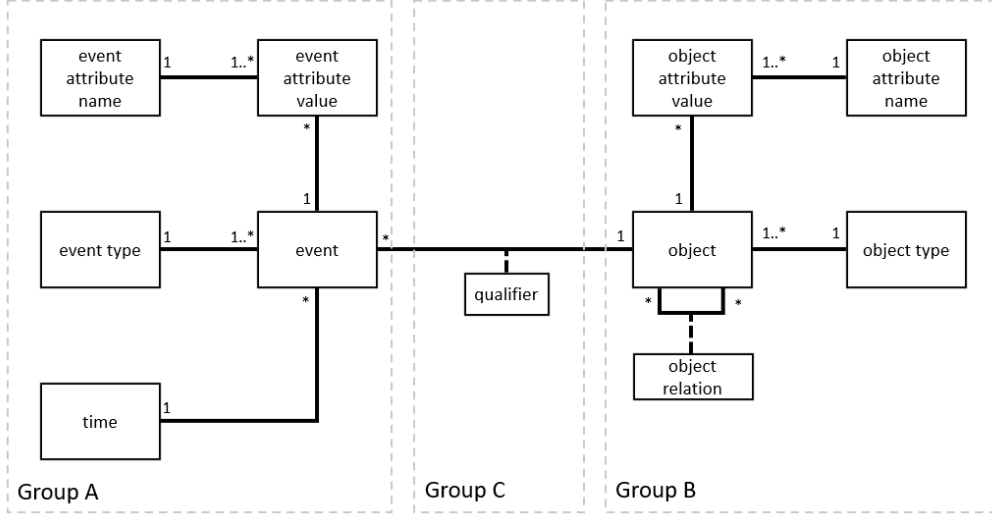 event
attribute
name
1
1..*
event
attribute
value
*
1
event type
1
1..*
event
*
*
time
1
Group A
1
qualifier
Group C
object
attribute
value
1..*
1
object
attribute
name
*
1
object
1..*
1
object type
*
*
object
relation
Group B